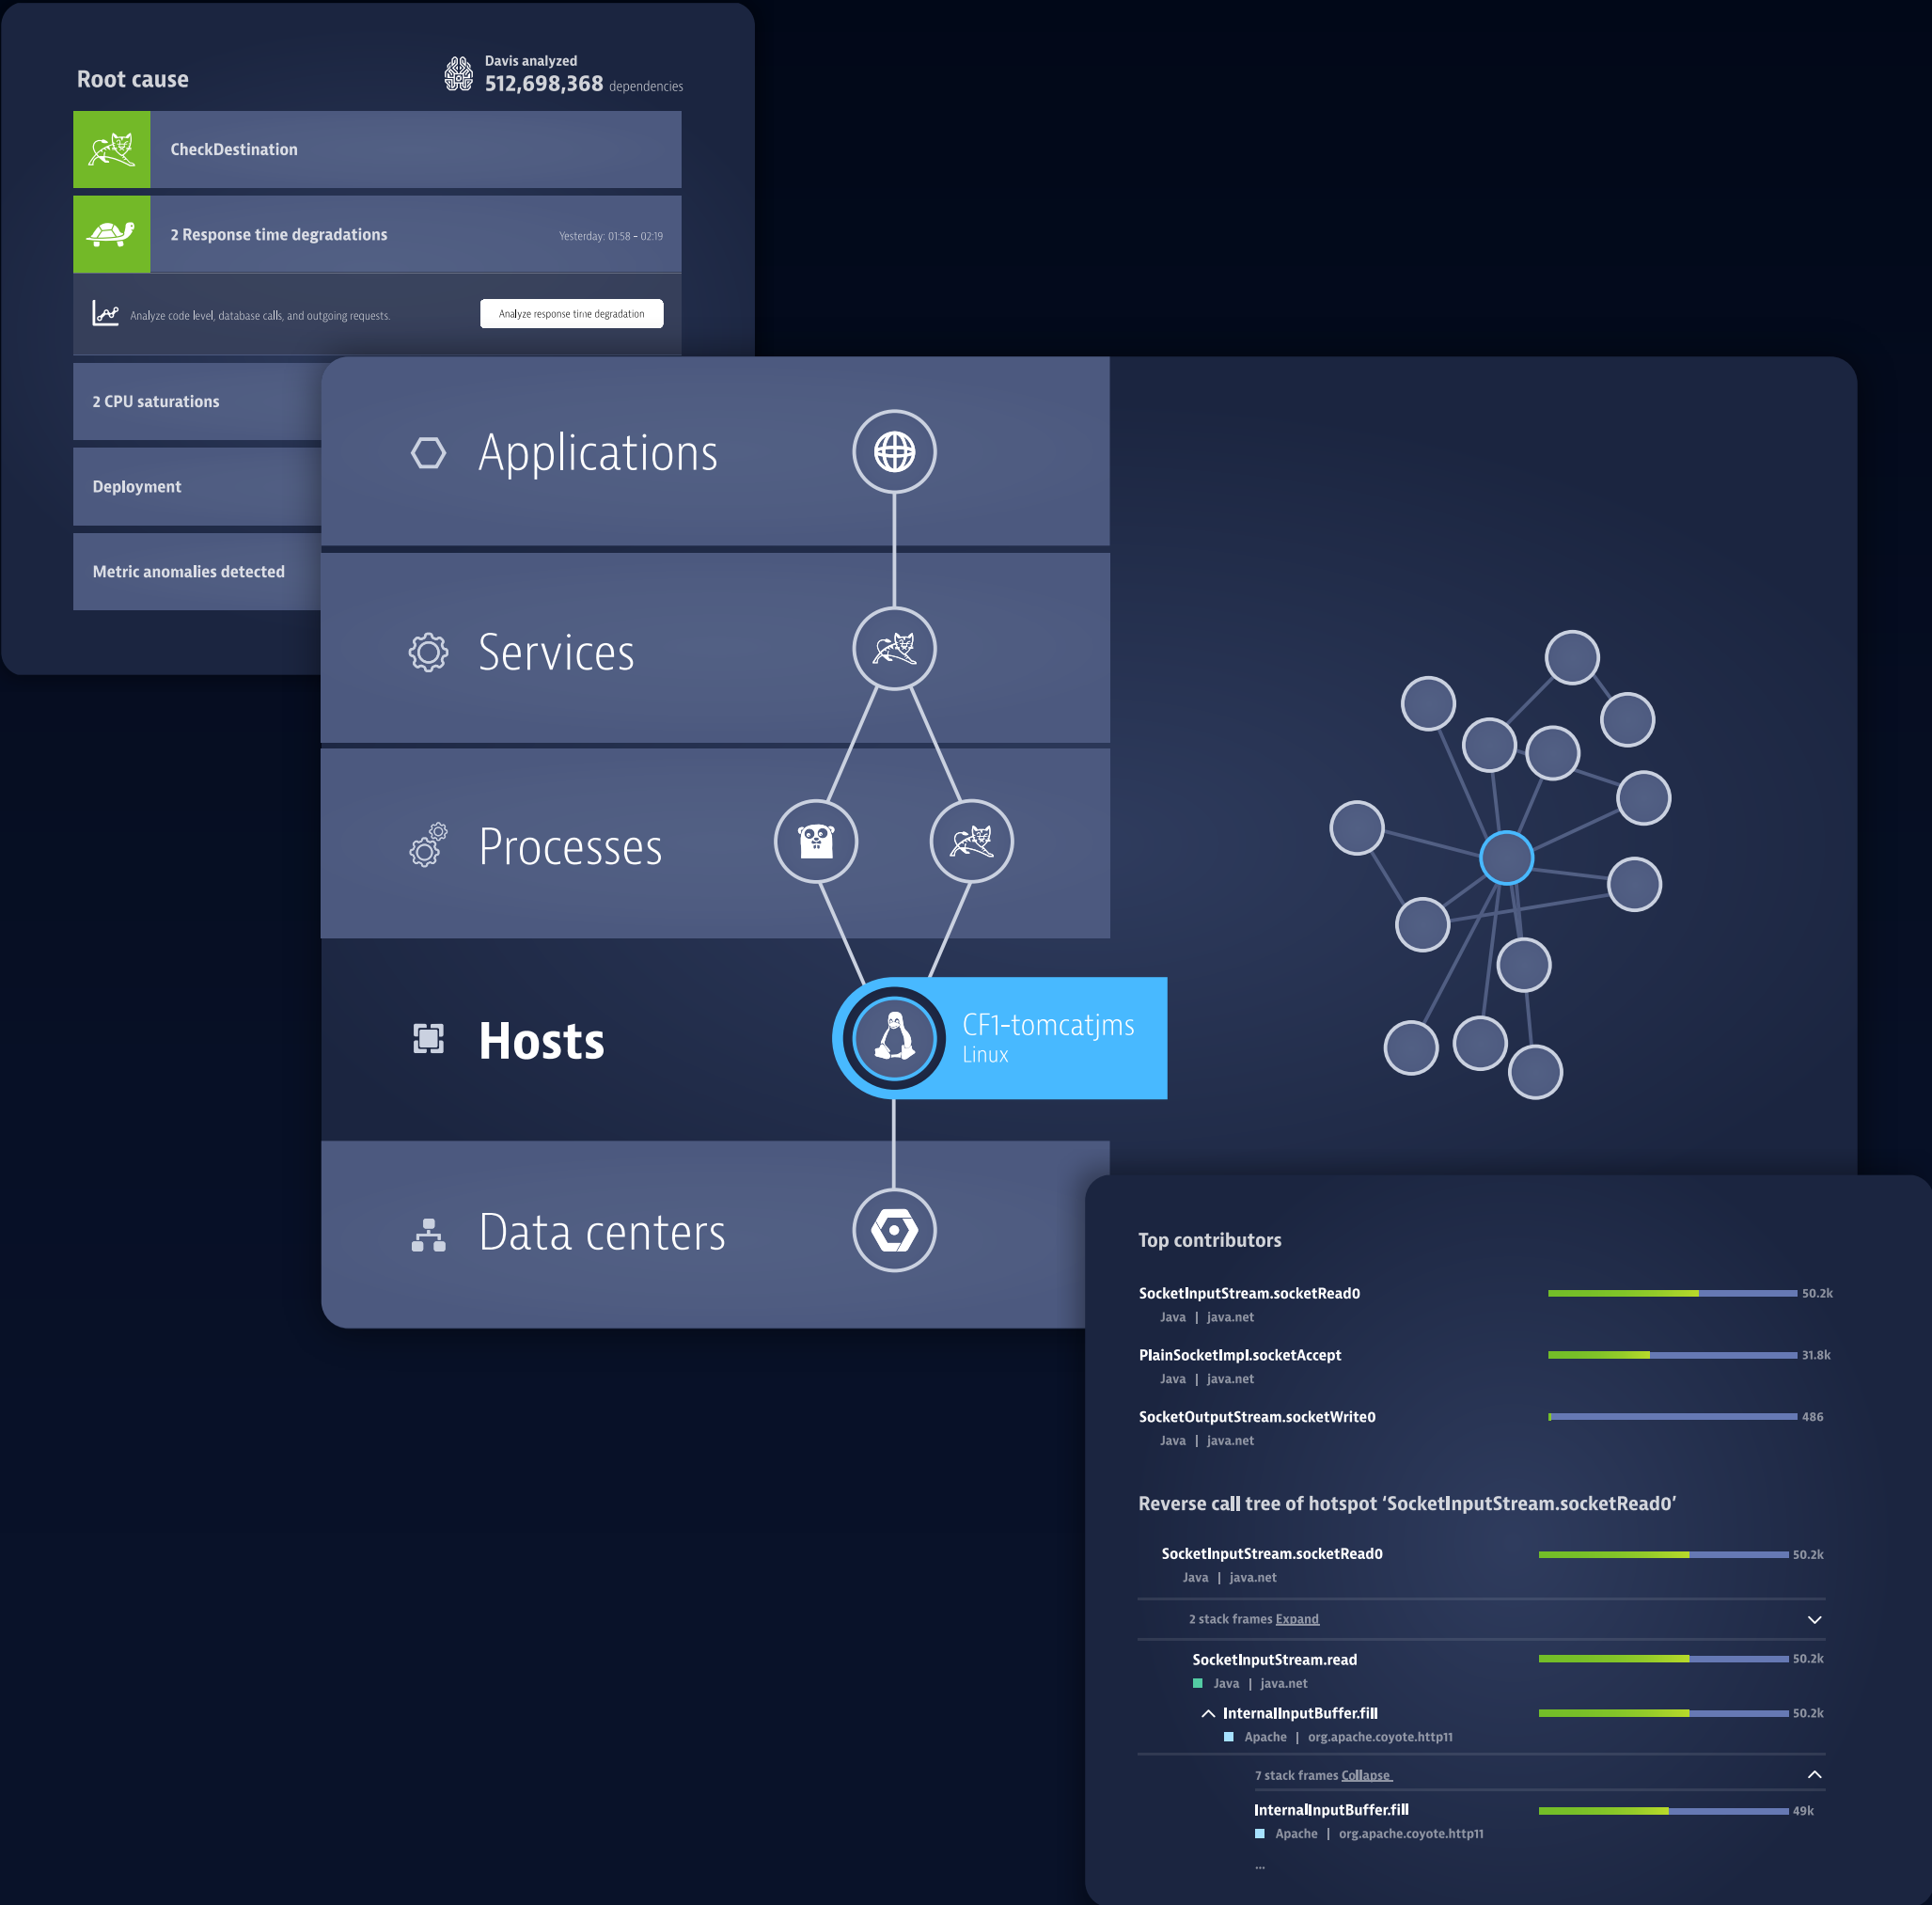 Root cause
Davis analyzed
512,698,368 dependencies
CheckDestination
2 Response time degradations Yesterday: 01:58 - 02:19
Analyze code level, database calls, and outgoing requests. Analyze response time degradation
2 CPU saturations
Deployment
Metric anomalies detected
Applications
Services
Processes
Hosts
CF1-tomcatjms
Linux
Data centers
Top contributors
SocketInputStream.socketRead0 50.2k
Java | java.net
PlainSocketImpl.socketAccept 31.8k
Java | java.net
SocketOutputStream.socketWrite0 486
Java | java.net
Reverse call tree of hotspot ‘SocketInputStream.socketRead0’
SocketInputStream.socketRead0 50.2k
Java | java.net
2 stack frames Expand
SocketInputStream.read 50.2k
Java | java.net
InternalInputBuffer.fill 50.2k
Apache | org.apache.coyote.http11
7 stack frames Collapse
InternalInputBuffer.fill 49k
Apache | org.apache.coyote.http11
...